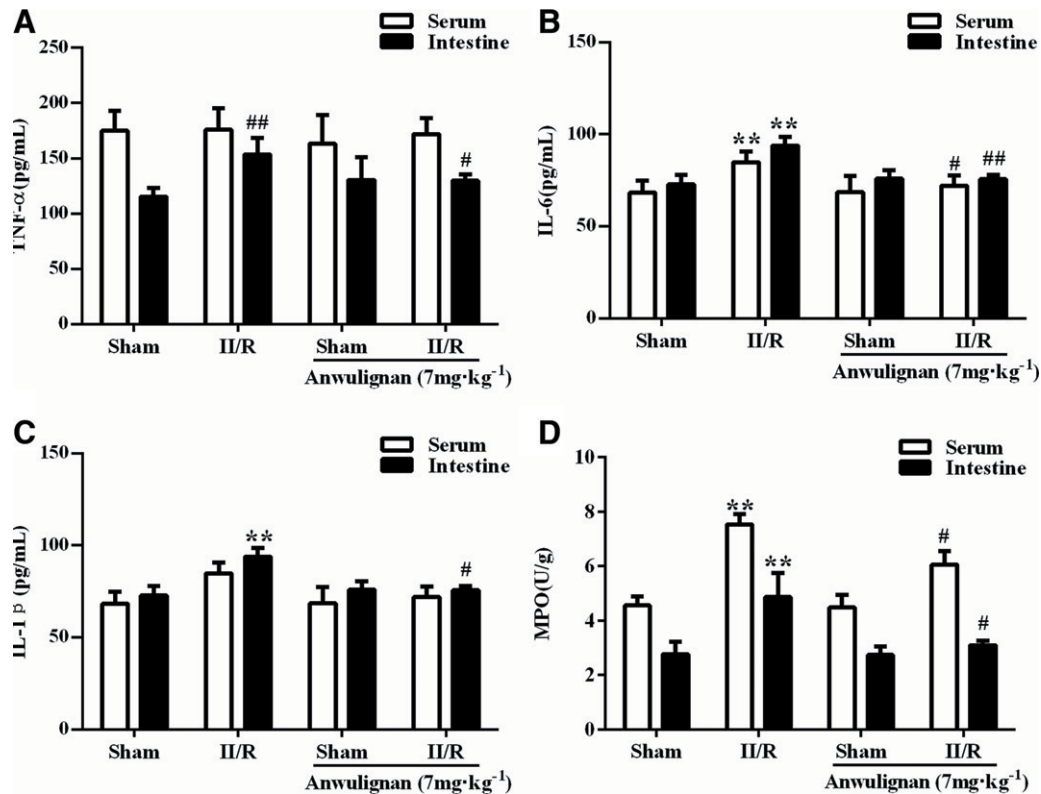 A
Serum
Intestine
TNF-α(pg/mL)
250
200
150
100
50
0
##
#
Sham
II/R
Sham
II/R
Anwulignan (7mg·kg⁻¹)
B
Serum
Intestine
IL-6(pg/mL)
150
100
50
0
**
**
#
##
Sham
II/R
Sham
II/R
Anwulignan (7mg·kg⁻¹)
C
Serum
Intestine
IL-1β (pg/mL)
150
100
50
0
**
#
Sham
II/R
Sham
II/R
Anwulignan (7mg·kg⁻¹)
D
Serum
Intestine
MPO(U/g)
10
8
6
4
2
0
**
**
#
#
Sham
II/R
Sham
II/R
Anwulignan (7mg·kg⁻¹)